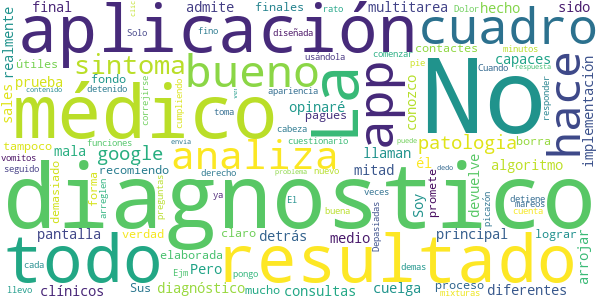 final
aplicación
admite
multitarea
finales
rato
hecho
sido
cuadro
realmente
Solo
fino
diseñada
usándola
útiles
síntoma
bueno
contactes
minutos
Cuando
apariencia
comenzar
pie
capaces
hace
implementación
respuesta
responder
prueba
fondo
detenido
corregirse
cumpliendo
La
app
No
sales
contenido
médico
opinaré
conozco
toma
pagues
cabeza
cuestionario
patologia
borra
tampoco
mala
google
analiza
llaman
él
algoritmo
vomitos
funciones
envia
seguido
recomiendo
derecho
mitad
puede
dedo
problema
nuevo
veces
Soy
promete
devuelve
detiene
mareos
picazón
cuenta
demasiado
forma
arreglen
preguntas
verdad
ya
El
buena
diagnostico
todo
resultado
pantalla
claro
detrás
medio
principal
lograr
arrojar
Sus
elaborada
Pero
Depasiadas
clínicos
diagnóstico
mucho
consultas
cuelga
proceso
diferentes
llevo
cada
Ejm
pongo
demas
mixturas
Dolor